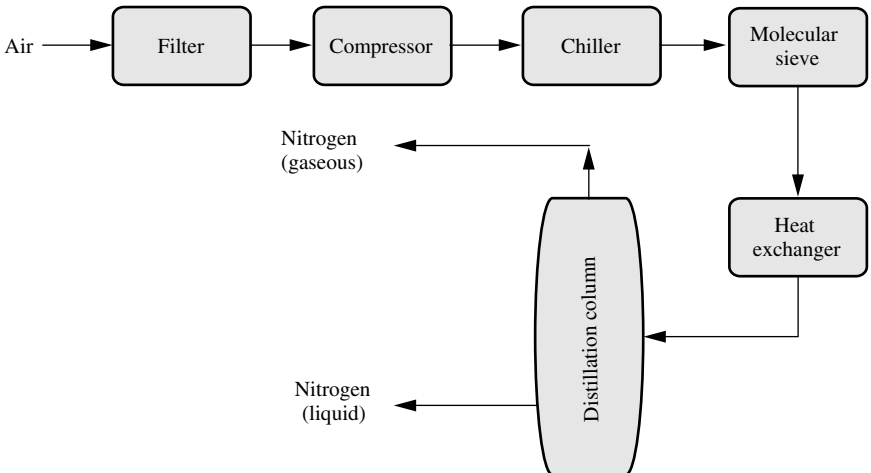 Air
Filter
Compressor
Chiller
Molecular
sieve
Nitrogen
(gaseous)
Heat
exchanger
Distillation column
Nitrogen
(liquid)